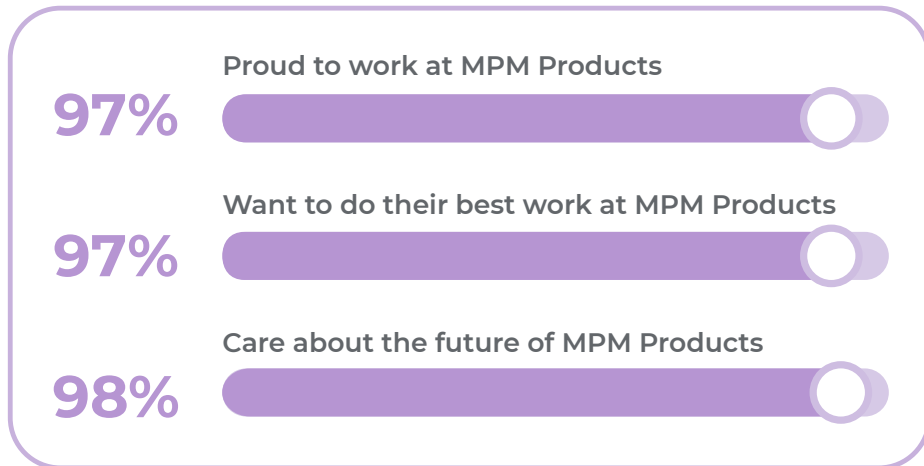 Proud to work at MPM Products
97%
Want to do their best work at MPM Products
97%
Care about the future of MPM Products
98%